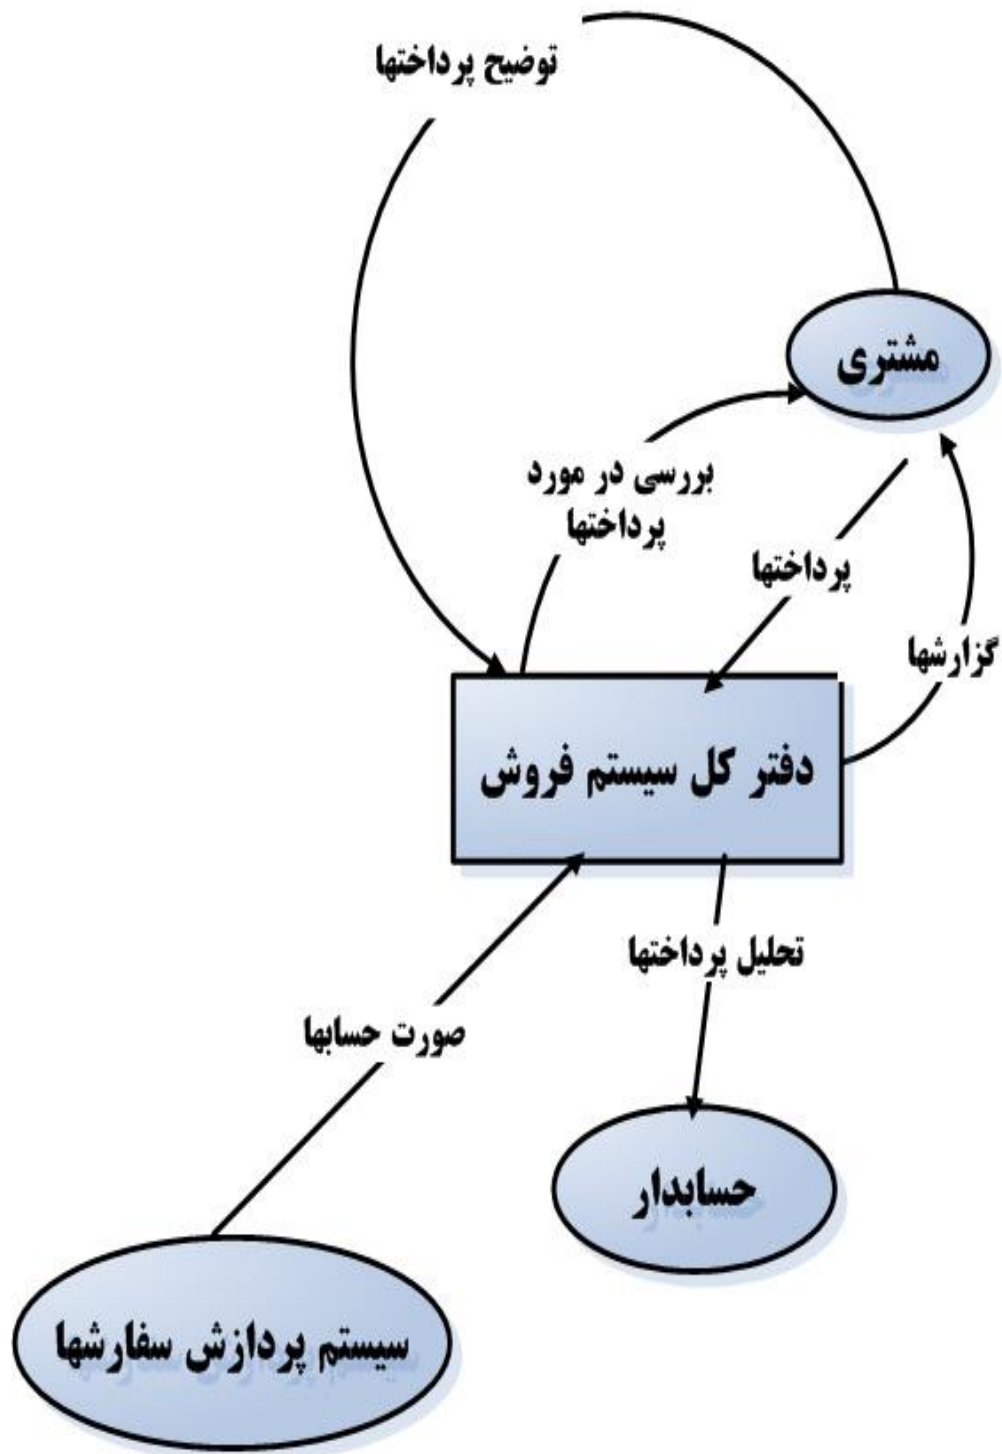 توضیح پرداختها
مشتری
بررسی در مورد
پرداختها
پرداختها
گزارشها
دفتر کل سیستم فروش
تحلیل پرداختها
صورت حسابها
حسابدار
سیستم پردازش سفارشها